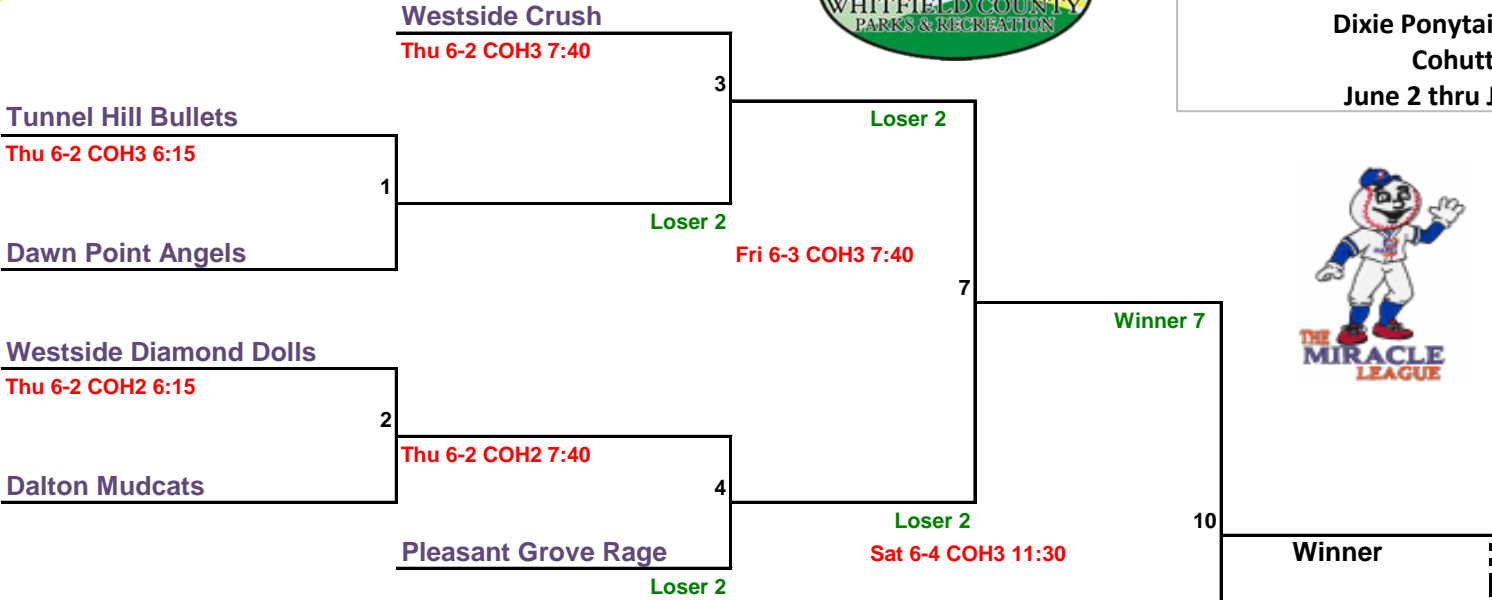 WHITFIELD COUNTY
PARKS & RECREATION
Dixie Ponytai
Cohutt
June 2 thru J
Westside Crush
Thu 6-2 COH3 7:40
3
Tunnel Hill Bullets
Loser 2
Thu 6-2 COH3 6:15
1
Loser 2
Dawn Point Angels
Fri 6-3 COH3 7:40
7
Winner 7
THE
MIRACLE
LEAGUE
Westside Diamond Dolls
Thu 6-2 COH2 6:15
2
Thu 6-2 COH2 7:40
Dalton Mudcats
4
Loser 2
10
Pleasant Grove Rage
Sat 6-4 COH3 11:30
Winner
Loser 2